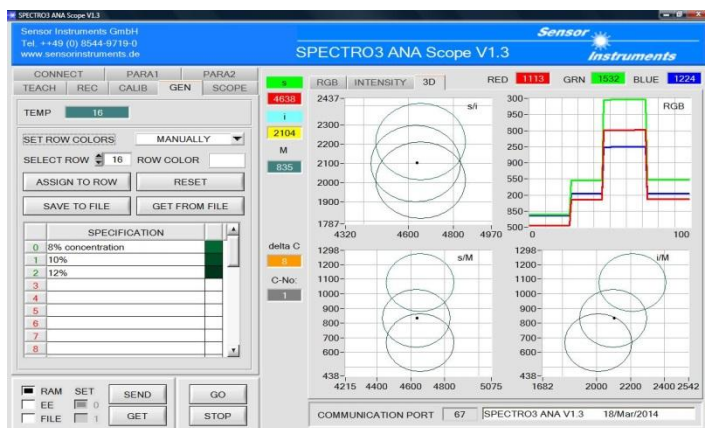 SPECTRO3 ANA Scope V1.3
Sensor Instruments GmbH
Tel. ++49 (0) 8544-9719-0
www.sensorinstruments.de
SPECTRO3 ANA Scope V1.3
Sensor
Instruments
CONNECT PARA1 PARA2
TEACH REC CALIB GEN SCOPE
TEMP 16
SET ROW COLORS MANUALLY
SELECT ROW 16 ROW COLOR
ASSIGN TO ROW RESET
SAVE TO FILE GET FROM FILE
SPECIFICATION
0 8% concentration
1 10%
2 12%
3
4
5
6
7
8
RAM SET
EE 0
FILE 1
SEND
GET
GO
STOP
s
4638
i
2104
M
835
delta C
8
C-No:
1
RGB INTENSITY 3D
RED 1113 GRN 1532 BLUE 1224
s/i
2437-
2300-
2200-
2100-
2000-
1900-
1787-
4320 4600 4800 4970
RGB
300-
950-
600-
250-
900-
550-
200-
850-
500-
0 100
s/M
1298-
1200-
1100-
1000-
900-
800-
700-
600-
438-
4215 4400 4600 4800 5075
i/M
1298-
1200-
1100-
1000-
900-
800-
700-
600-
438-
1682 2000 2200 2400 2542
COMMUNICATION PORT 67 SPECTRO3 ANA V1.3 18/Mar/2014